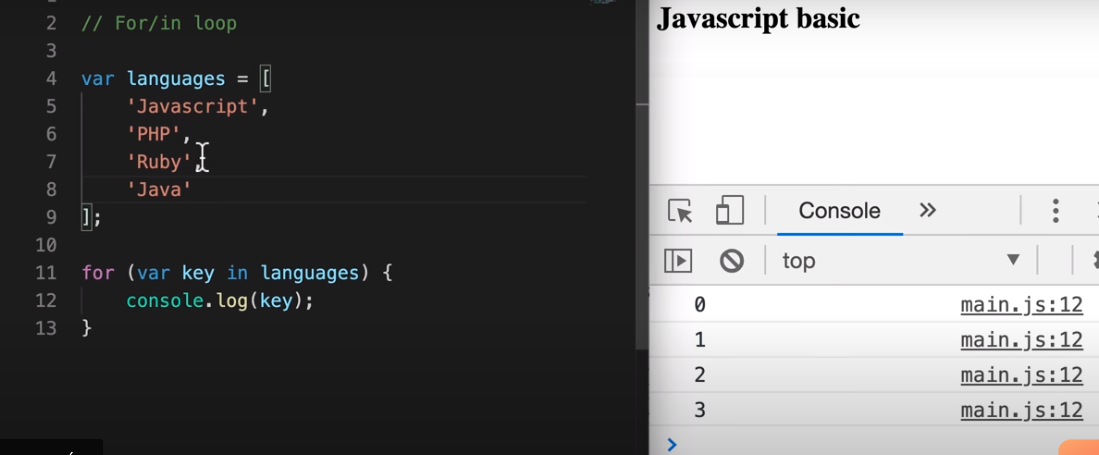 2 // For/in loop
3
4 var languages = [
5 'Javascript',
6 'PHP',
7 'Ruby',
8 'Java'
9 ];
10
11 for (var key in languages) {
12 console.log(key);
13 }
Javascript basic
Console »
top ▼
0 main.js:12
1 main.js:12
2 main.js:12
3 main.js:12
>